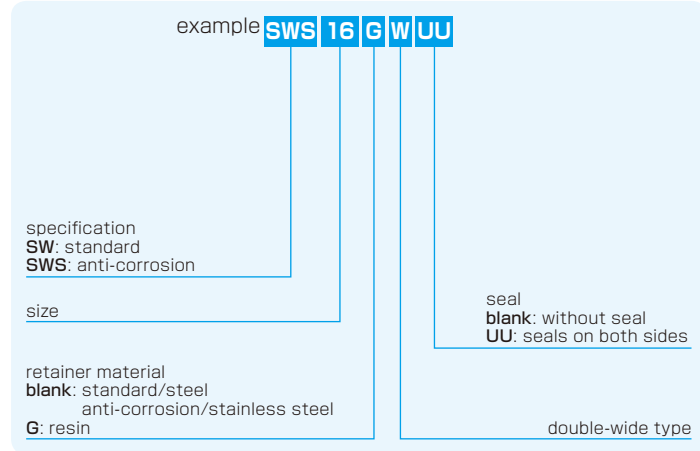 example SWS 16 G W UU
specification
SW: standard
SWS: anti-corrosion
size
retainer material
blank: standard/steel
anti-corrosion/stainless steel
G: resin
seal
blank: without seal
UU: seals on both sides
double-wide type